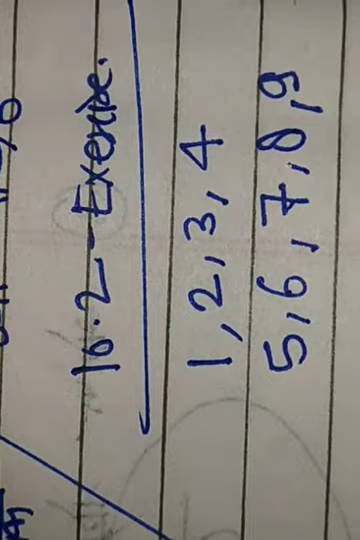 16.2 - Exercise.
1, 2, 3, 4
5, 6, 7, 8, 9